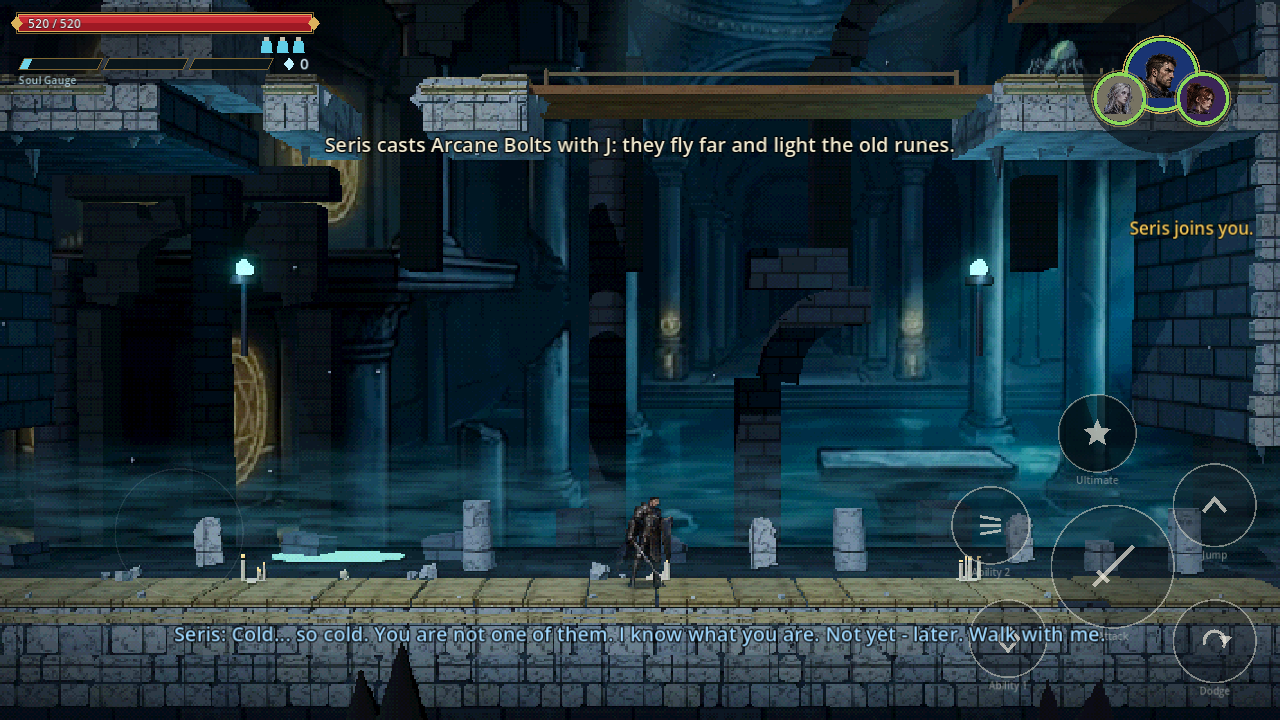 520 / 520
0
Soul Gauge
Seris casts Arcane Bolts with J: they fly far and light the old runes.
Seris joins you.
Ultimate
Jump
Ability 2
Seris: Cold... so cold. You are not one of them. I know what you are. Not yet - later. Walk with me.
Attack
Ability 1
Dodge